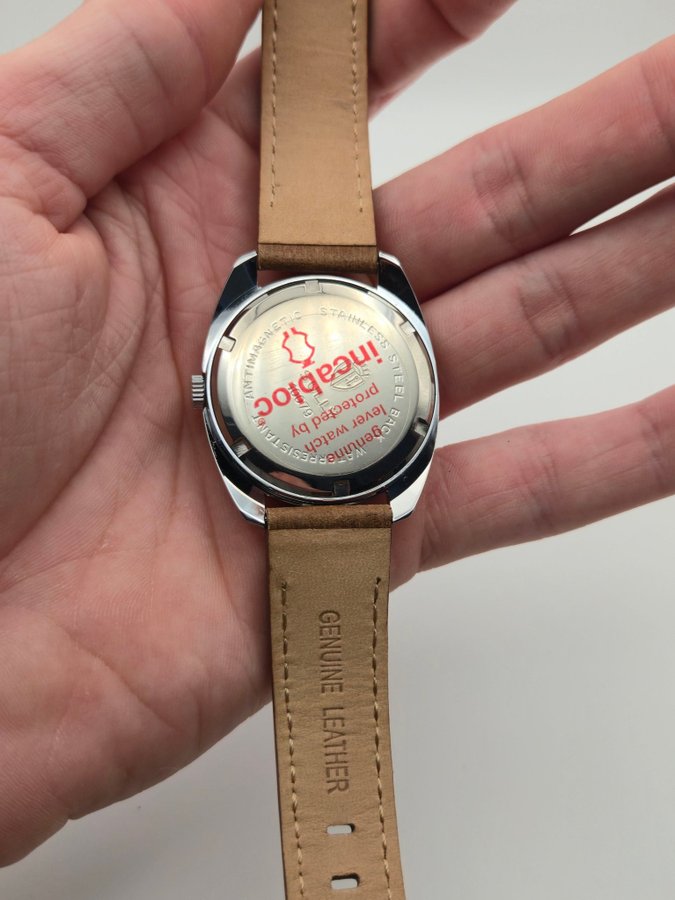 genuine
lever watch
protected by
incabloc
ANTIMAGNETIC STAINLESS STEEL BACK WATERRESISTANT
GENUINE LEATHER